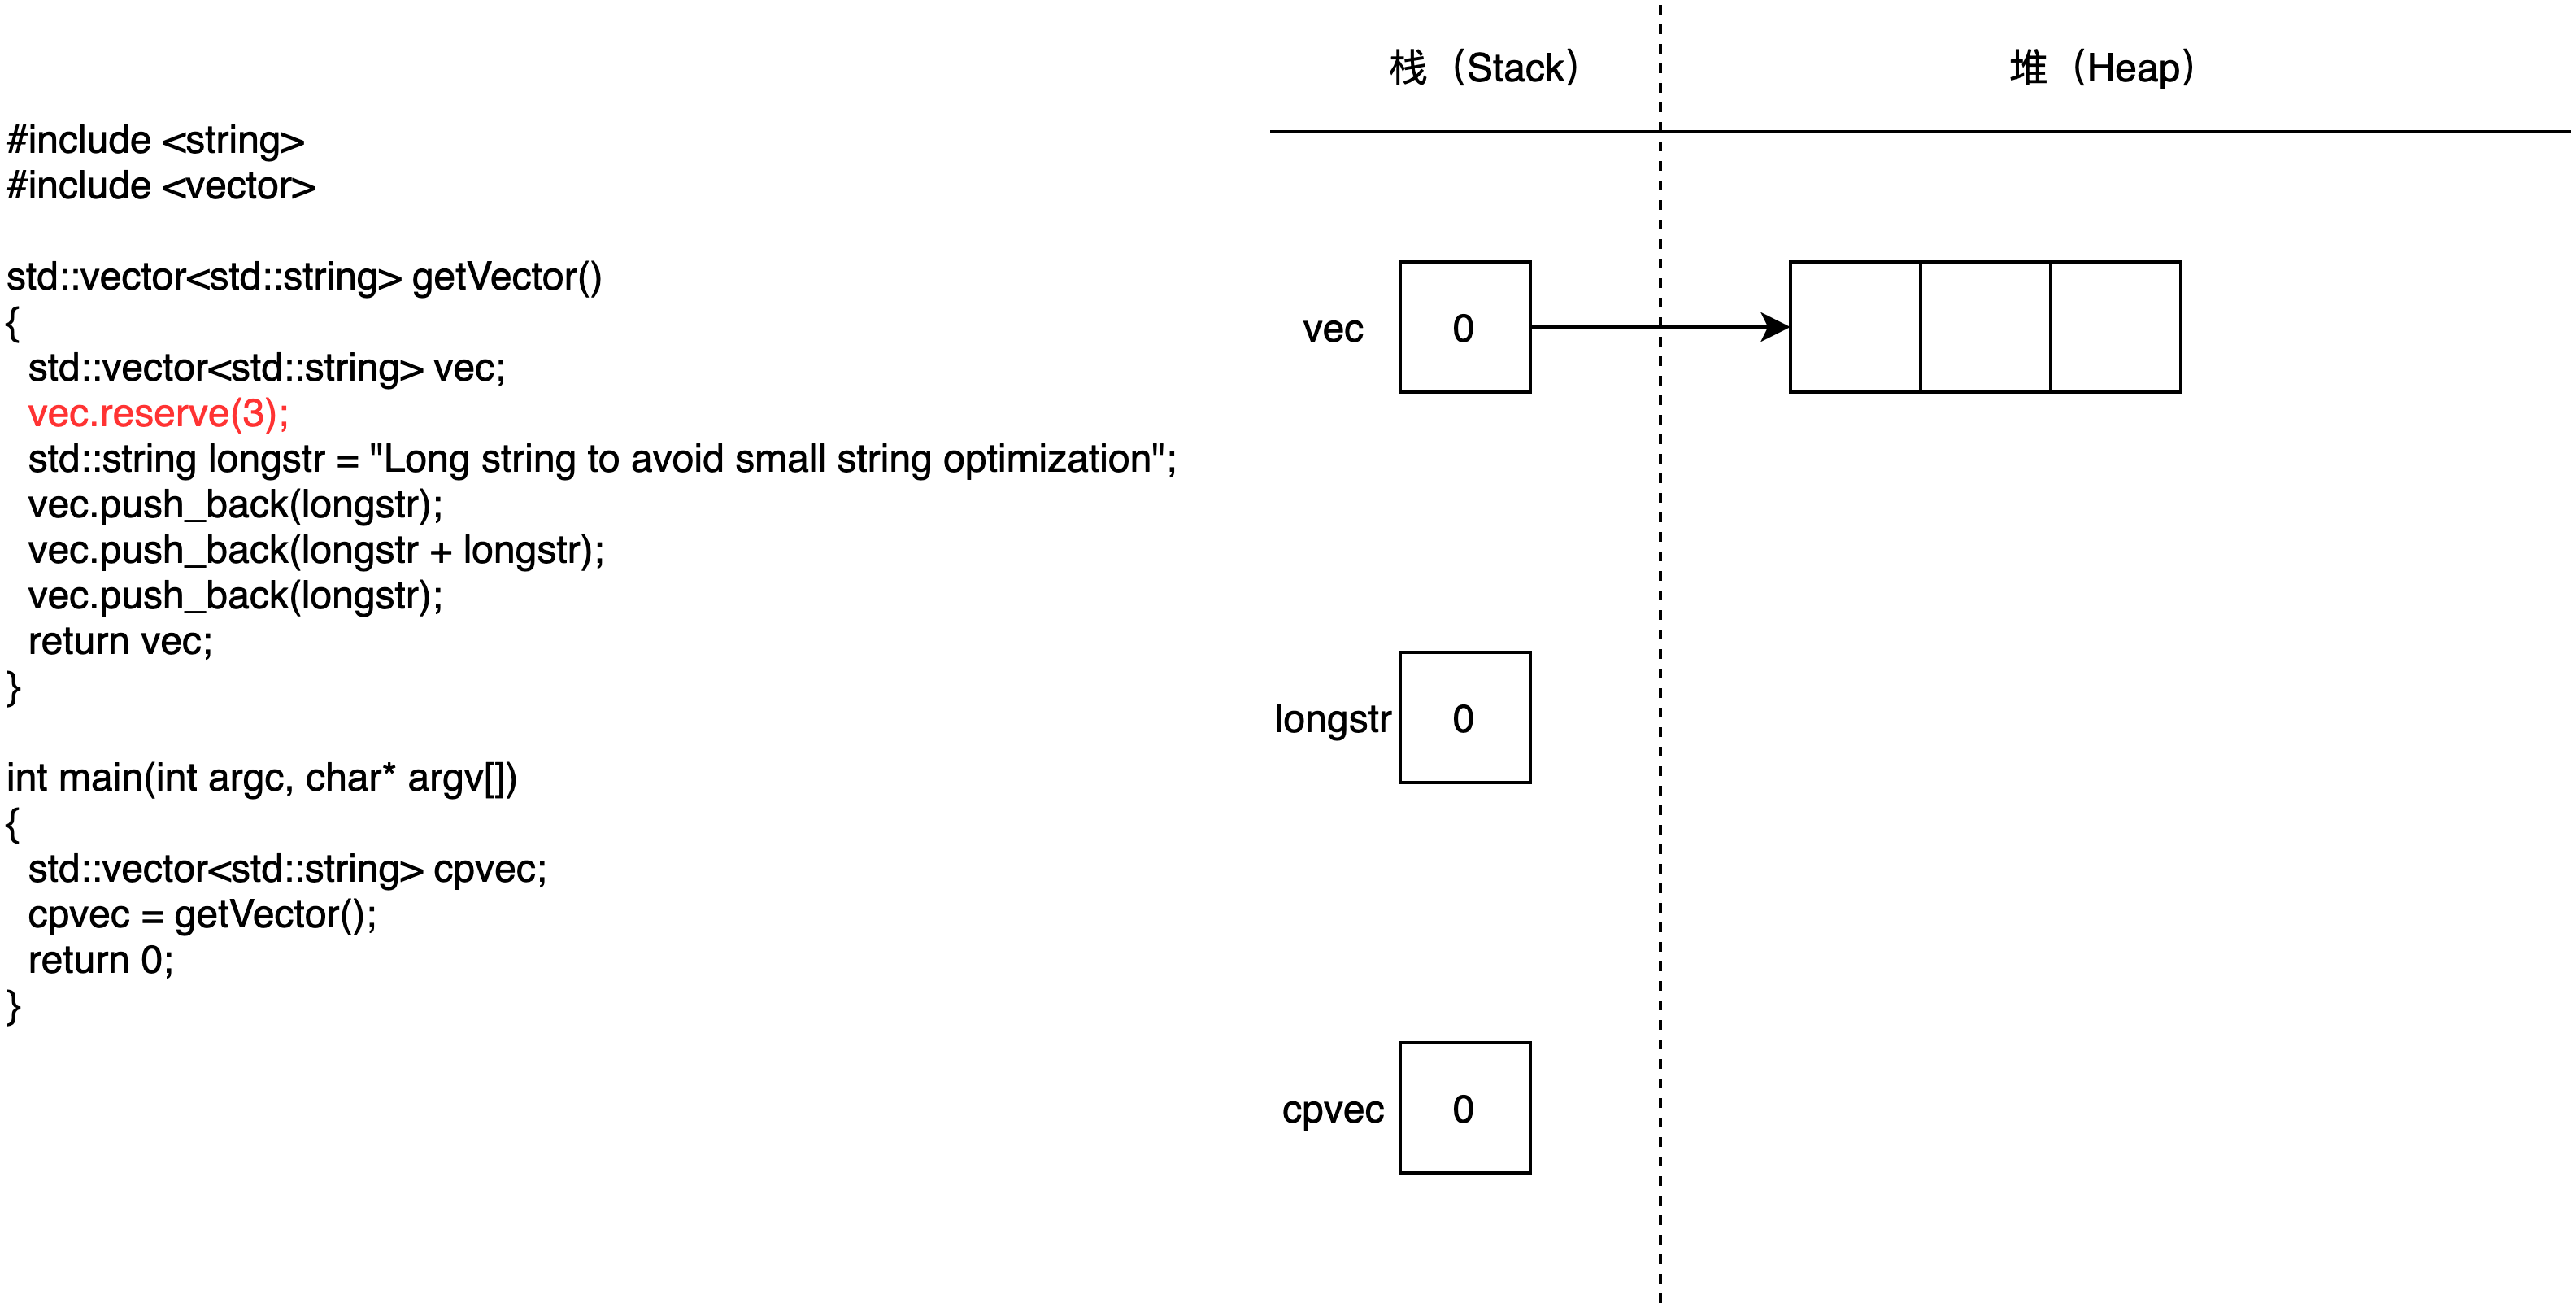 #include <string>
#include <vector>
std::vector<std::string> getVector()
{
std::vector<std::string> vec;
vec.reserve(3);
std::string longstr = "Long string to avoid small string optimization";
vec.push_back(longstr);
vec.push_back(longstr + longstr);
vec.push_back(longstr);
return vec;
}
int main(int argc, char* argv[])
{
std::vector<std::string> cpvec;
cpvec = getVector();
return 0;
}
栈（Stack）
堆（Heap）
vec
0
longstr
0
cpvec
0